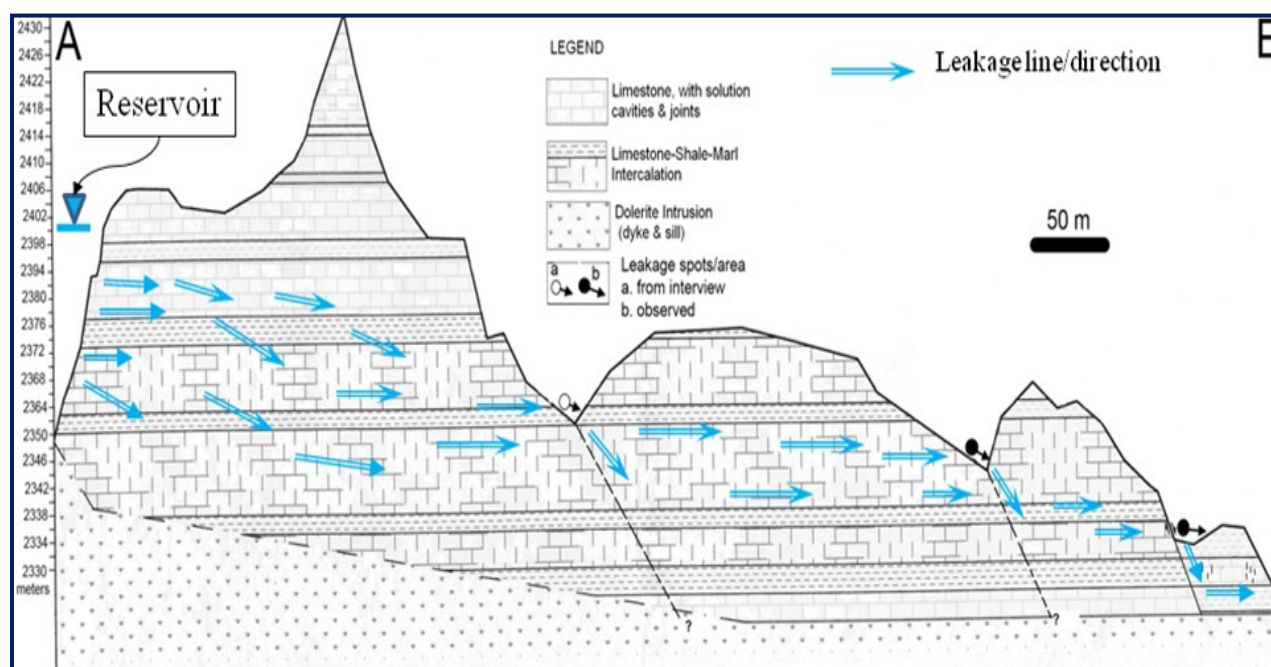 A
B
Reservoir
LEGEND
Limestone, with solution
cavities & joints
Limestone-Shale-Marl
Intercalation
Dolerite Intrusion
(dyke & sill)
a
b
Leakage spots/area
a. from interview
b. observed
Leakage line/direction
50 m
2430
2426
2422
2418
2414
2410
2406
2402
2398
2394
2380
2376
2372
2368
2364
2350
2346
2342
2338
2334
2330
meters
?
?